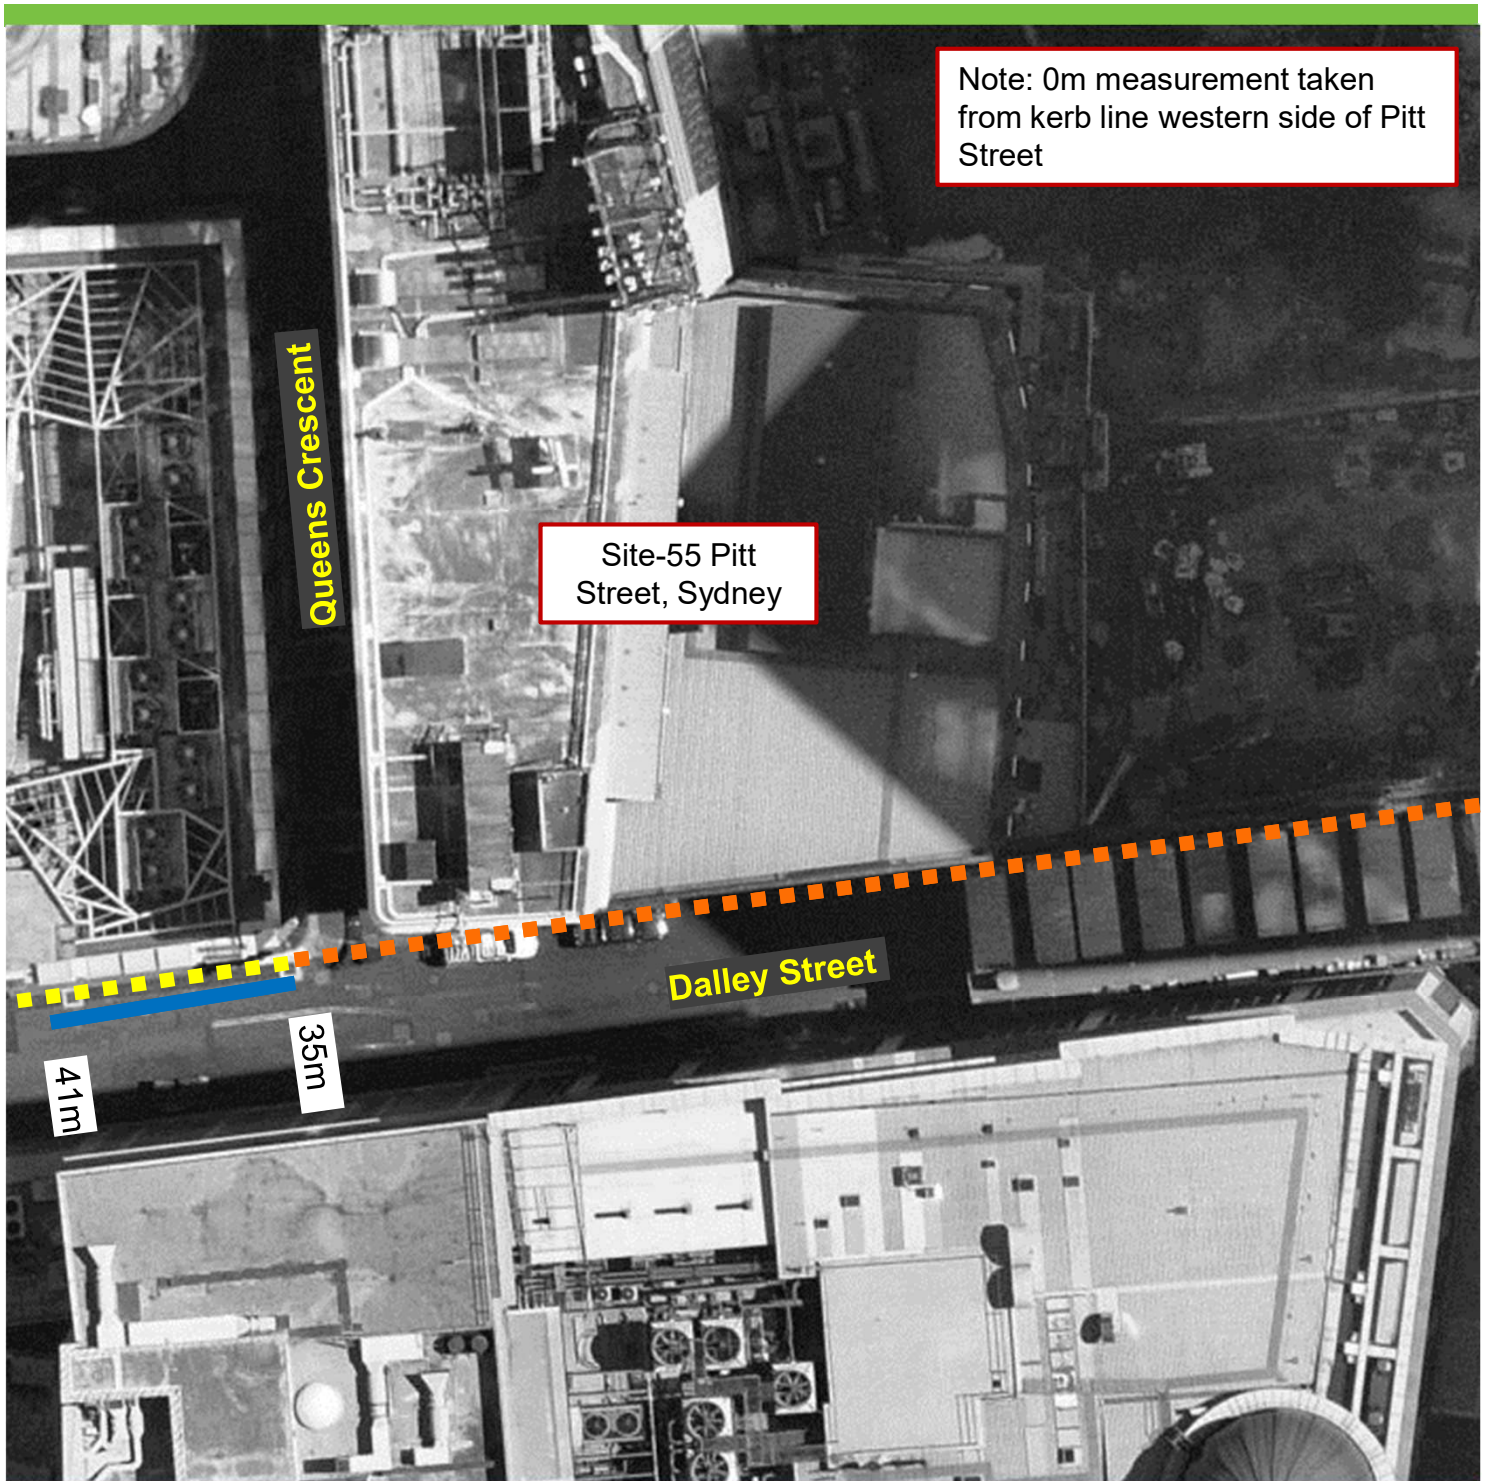 Note: 0m measurement taken
from kerb line western side of Pitt
Street
Queens Crescent
Site-55 Pitt
Street, Sydney
Dalley Street
35m
41m